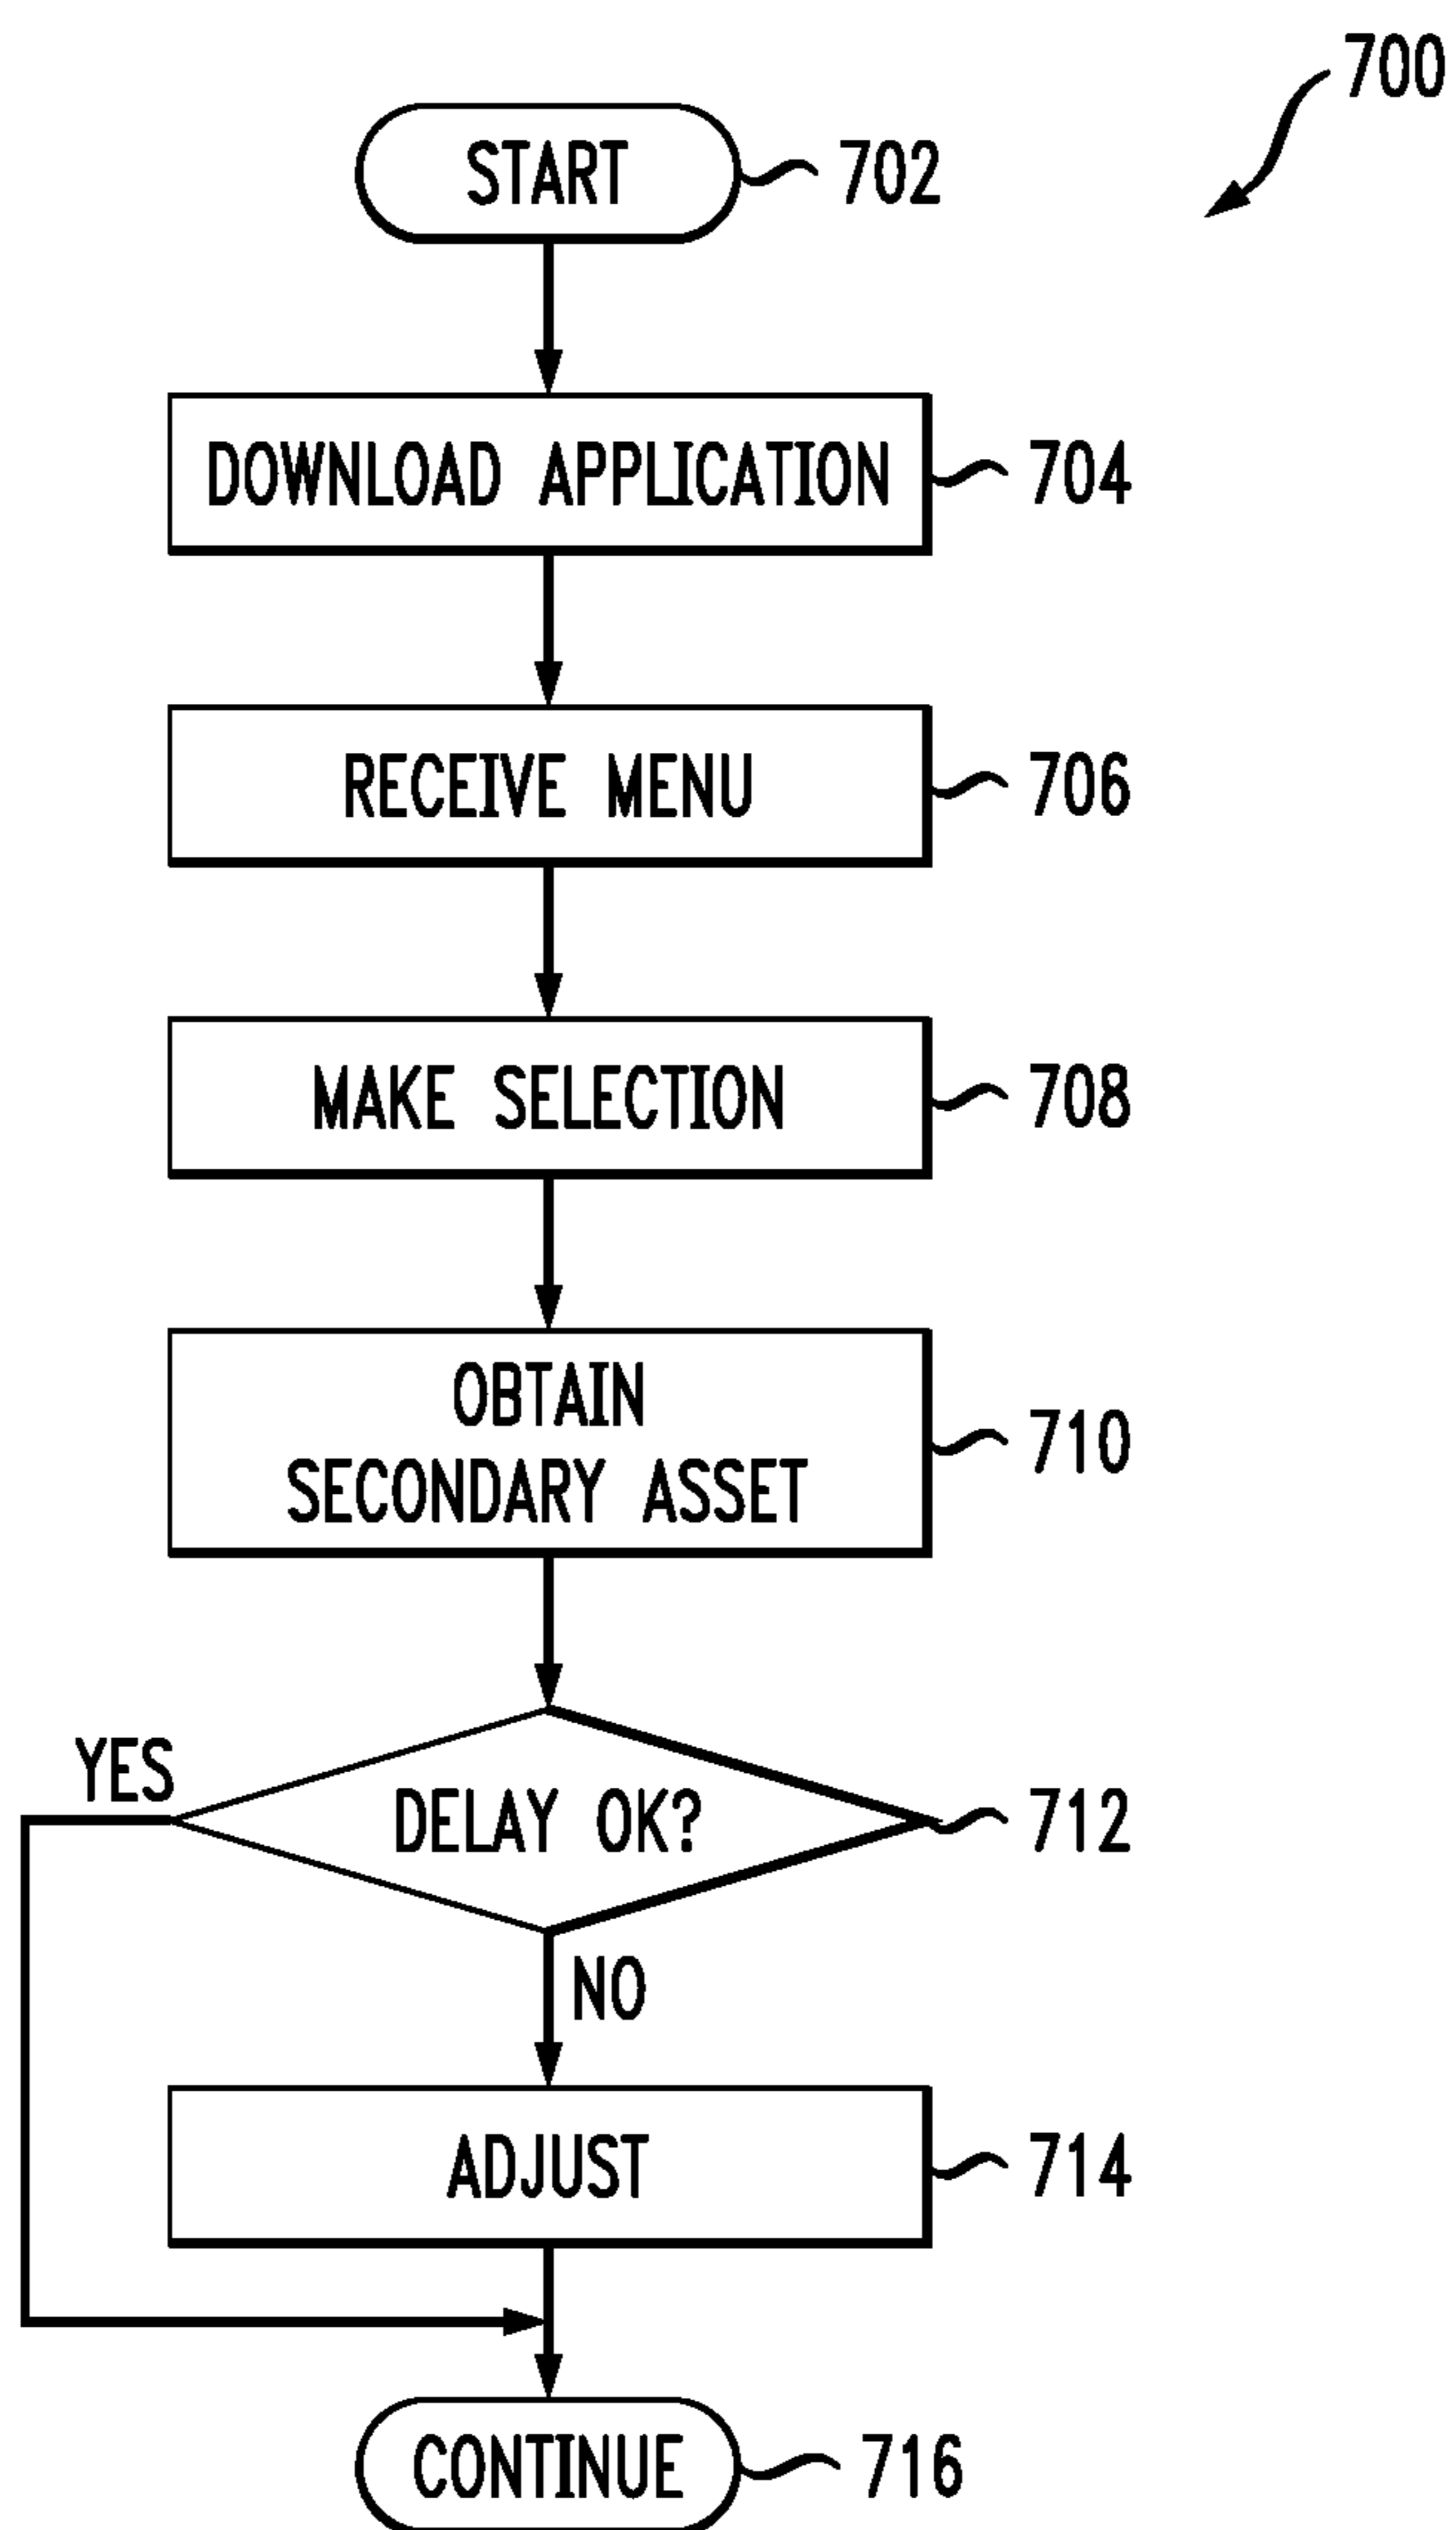 700
START
702
DOWNLOAD APPLICATION
704
RECEIVE MENU
706
MAKE SELECTION
708
OBTAIN
SECONDARY ASSET
710
YES
DELAY OK?
712
NO
ADJUST
714
CONTINUE
716